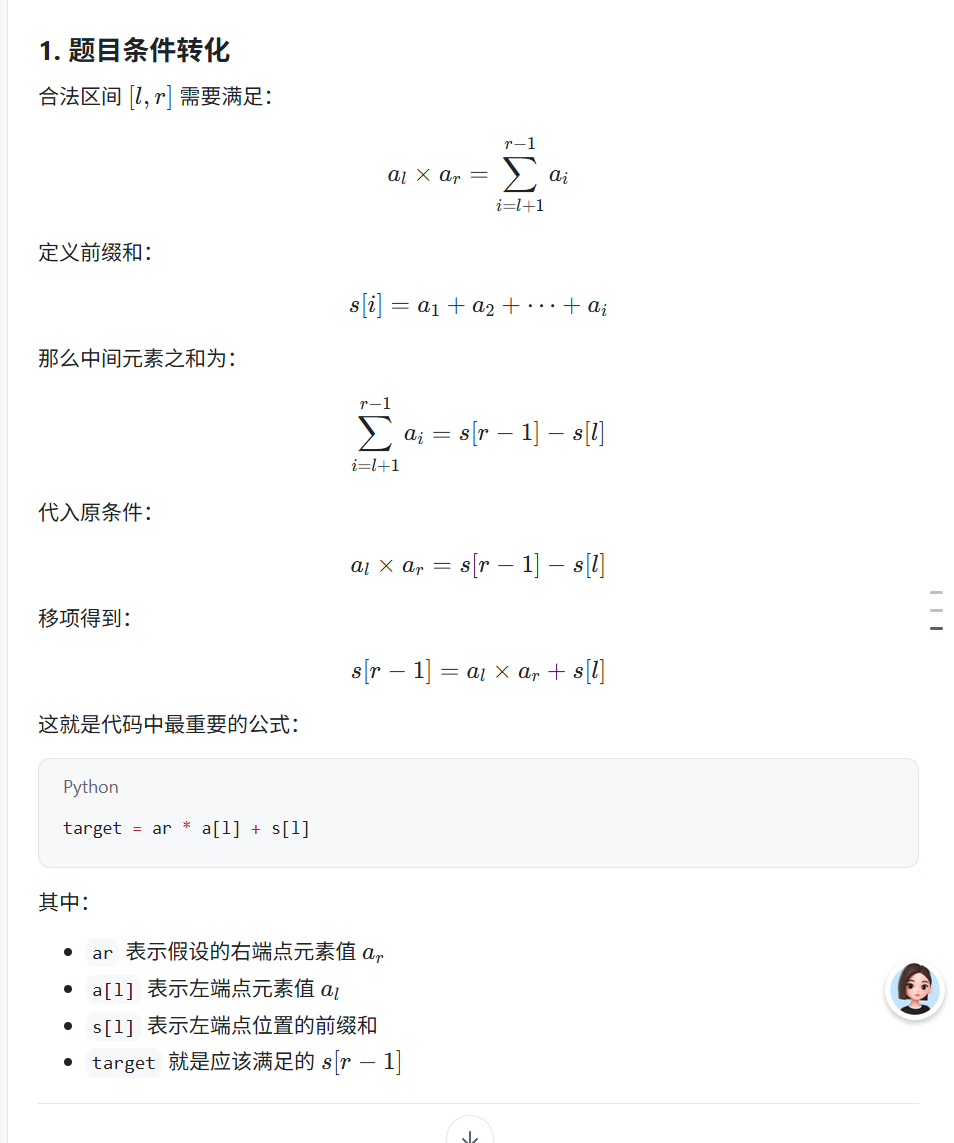 1. 题目条件转化
合法区间 [l, r] 需要满足：
a_l × a_r = \sum_{i=l+1}^{r-1} a_i
定义前缀和：
s[i] = a_1 + a_2 + ⋯ + a_i
那么中间元素之和为：
\sum_{i=l+1}^{r-1} a_i = s[r − 1] − s[l]
代入原条件：
a_l × a_r = s[r − 1] − s[l]
移项得到：
s[r − 1] = a_l × a_r + s[l]
这就是代码中最重要的公式：
Python
target = ar * a[l] + s[l]
其中：
• ar 表示假设的右端点元素值 a_r
• a[l] 表示左端点元素值 a_l
• s[l] 表示左端点位置的前缀和
• target 就是应该满足的 s[r − 1]